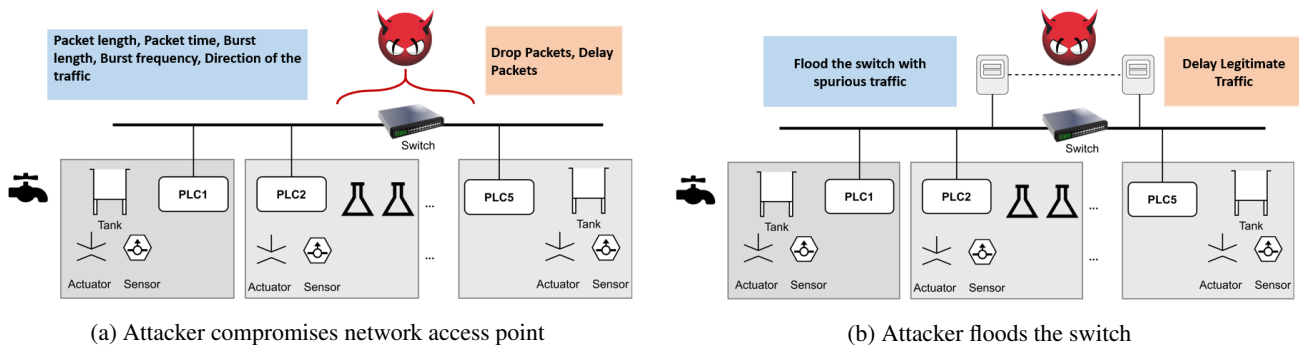 Packet length, Packet time, Burst
length, Burst frequency, Direction of the
traffic
Drop Packets, Delay
Packets
Switch
PLC1
PLC2
...
PLC5
Tank
Tank
...
Actuator
Sensor
Actuator
Sensor
Actuator
Sensor
(a) Attacker compromises network access point
Flood the switch with
spurious traffic
Delay Legitimate
Traffic
Switch
PLC1
PLC2
...
PLC5
Tank
Tank
...
Actuator
Sensor
Actuator
Sensor
Actuator
Sensor
(b) Attacker floods the switch